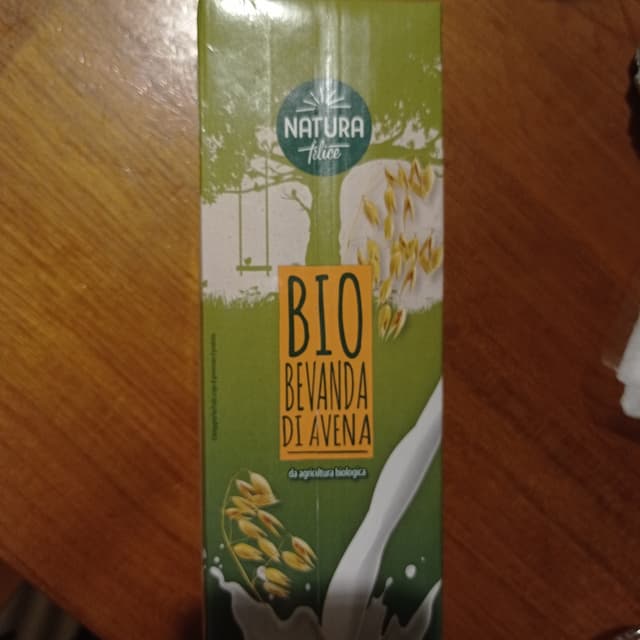 NATURA
felice
BIO
BEVANDA
DI AVENA
da agricoltura biologica